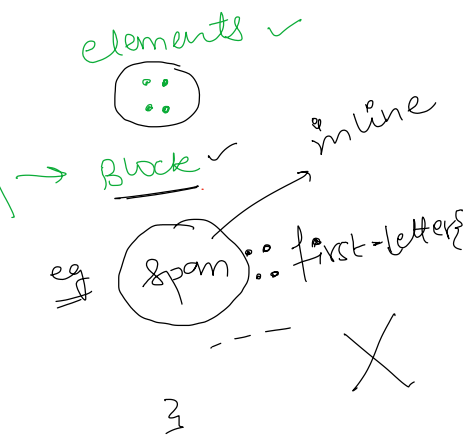 elements ✓
::
→ Block ✓
inline
eg span :: first-letter{
---
}